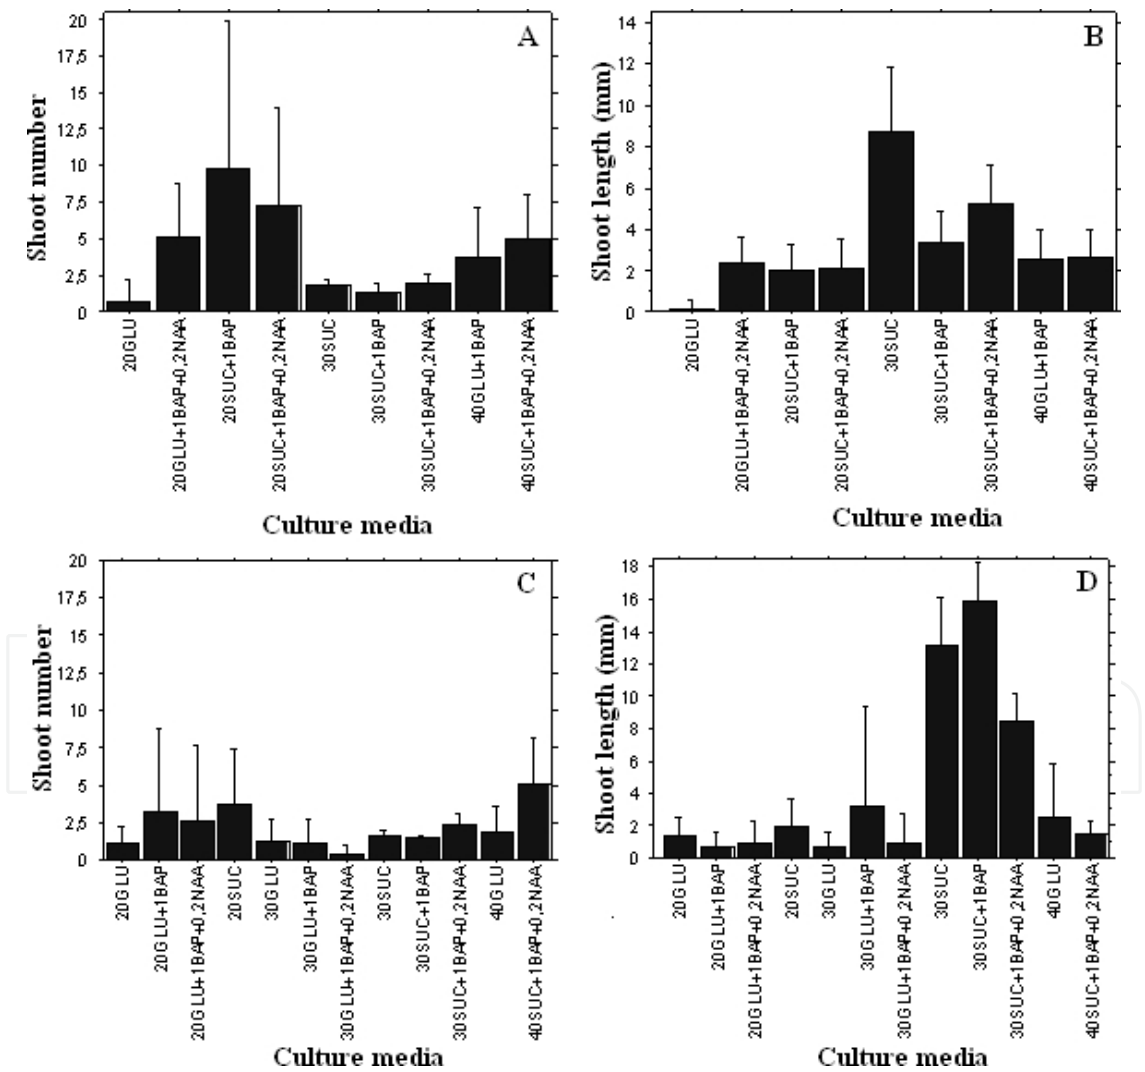 A
Shoot number
20
17,5
15
12,5
10
7,5
5
2,5
0
20GLU
20GLU+1BAP+0,2NAA
20SUC+1BAP
20SUC+1BAP+0,2NAA
30SUC
30SUC+1BAP
30SUC+1BAP+0,2NAA
40GLU+1BAP
40SUC+1BAP+0,2NAA
Culture media
B
Shoot length (mm)
14
12
10
8
6
4
2
0
20GLU
20GLU+1BAP+0,2NAA
20SUC+1BAP
20SUC+1BAP+0,2NAA
30SUC
30SUC+1BAP
30SUC+1BAP+0,2NAA
40GLU+1BAP
40SUC+1BAP+0,2NAA
Culture media
C
Shoot number
20
17,5
15
12,5
10
7,5
5
2,5
0
20GLU
20GLU+1BAP
20GLU+1BAP+0,2NAA
20SUC
30GLU
30GLU+1BAP
30GLU+1BAP+0,2NAA
30SUC
30SUC+1BAP
30SUC+1BAP+0,2NAA
40GLU
40SUC+1BAP+0,2NAA
Culture media
D
Shoot length (mm)
18
16
14
12
10
8
6
4
2
0
20GLU
20GLU+1BAP
20GLU+1BAP+0,2NAA
20SUC
30GLU
30GLU+1BAP
30GLU+1BAP+0,2NAA
30SUC
30SUC+1BAP
30SUC+1BAP+0,2NAA
40GLU
40SUC+1BAP+0,2NAA
Culture media